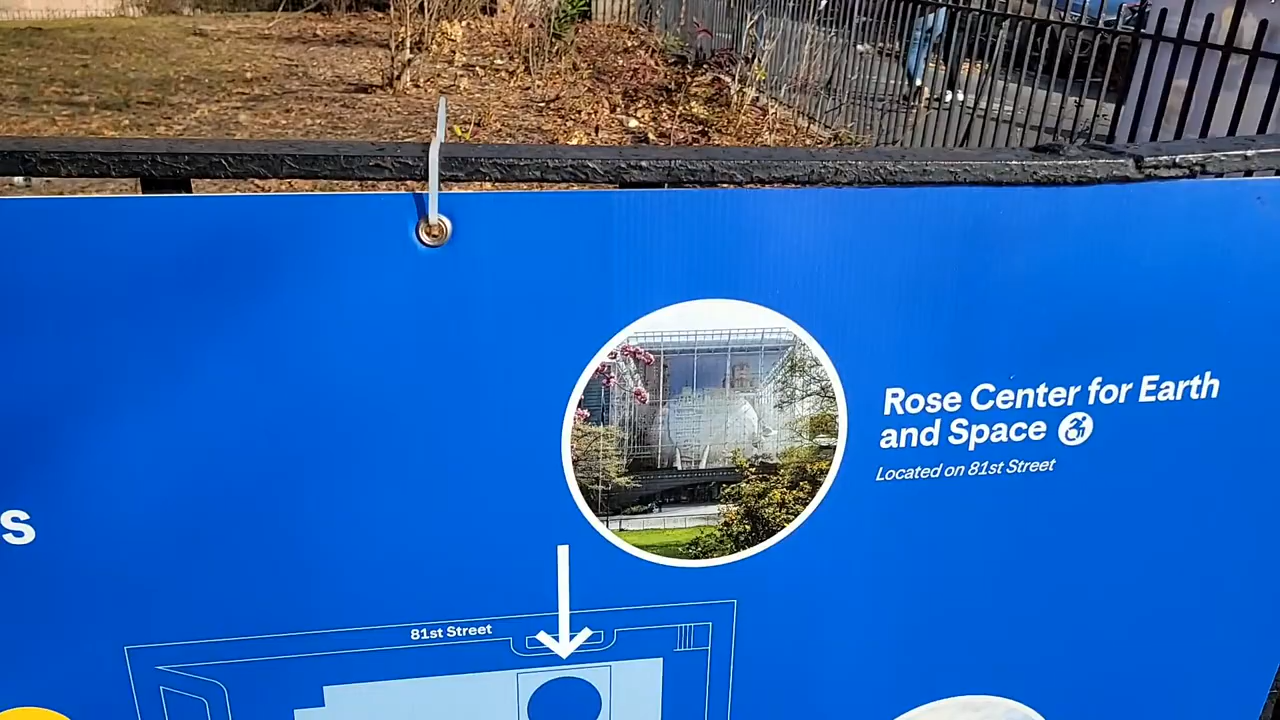 Rose Center for Earth
and Space
Located on 81st Street
s
81st Street